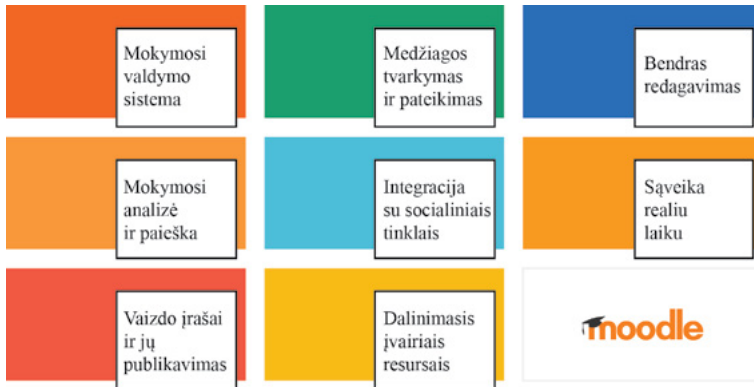 Mokymosi
valdymo
sistema
Medžiagos
tvarkymas
ir pateikimas
Bendras
redagavimas
Mokymosi
analizė
ir paieška
Integracija
su socialiniais
tinklais
Sąveika
realiu
laiku
Vaizdo įrašai
ir jų
publikavimas
Dalinimasis
įvairiais
resursais
moodle